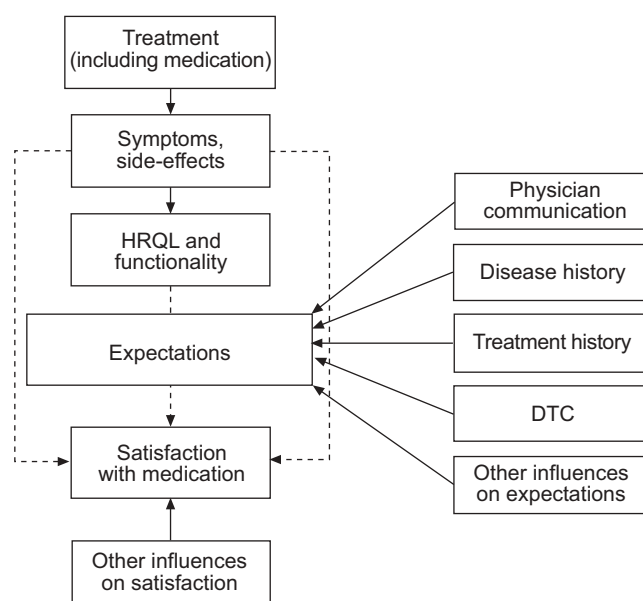 Treatment
(including medication)
Symptoms,
side-effects
HRQL and
functionality
Expectations
Satisfaction
with medication
Other influences
on satisfaction
Physician
communication
Disease history
Treatment history
DTC
Other influences
on expectations